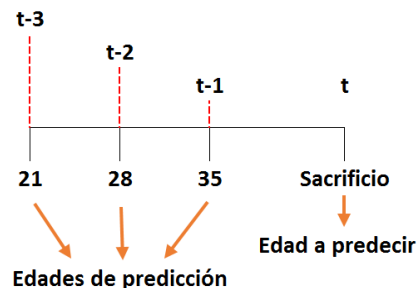 t-3
t-2
t-1
t
21
28
35
Sacrificio
Edad a predecir
Edades de predicción